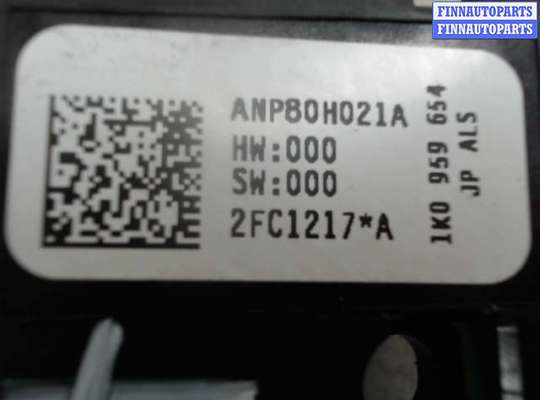 FINNAUTOPARTS
FINNAUTOPARTS
ANP80H021A
HW:000
SW:000
2FC1217*A
1K0 959 654
JP ALS